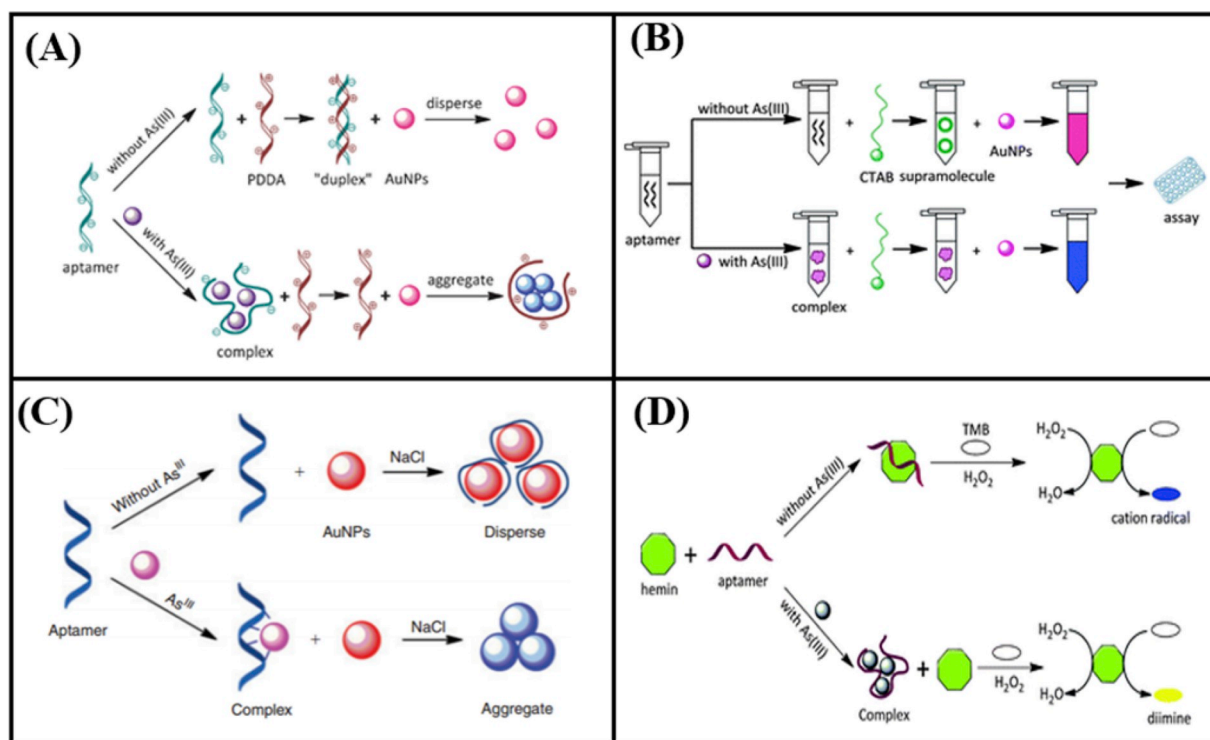 (A)
without As(III)
disperse
PDDA
"duplex"
AuNPs
aptamer
with As(III)
aggregate
complex
(B)
without As(III)
CTAB
supramolecule
AuNPs
aptamer
with As(III)
complex
assay
(C)
Without As^III
NaCl
AuNPs
Disperse
Aptamer
As^III
NaCl
Complex
Aggregate
(D)
without As(III)
TMB
H₂O₂
H₂O₂
H₂O
cation radical
hemin
aptamer
with As(III)
Complex
H₂O₂
H₂O₂
H₂O
diimine